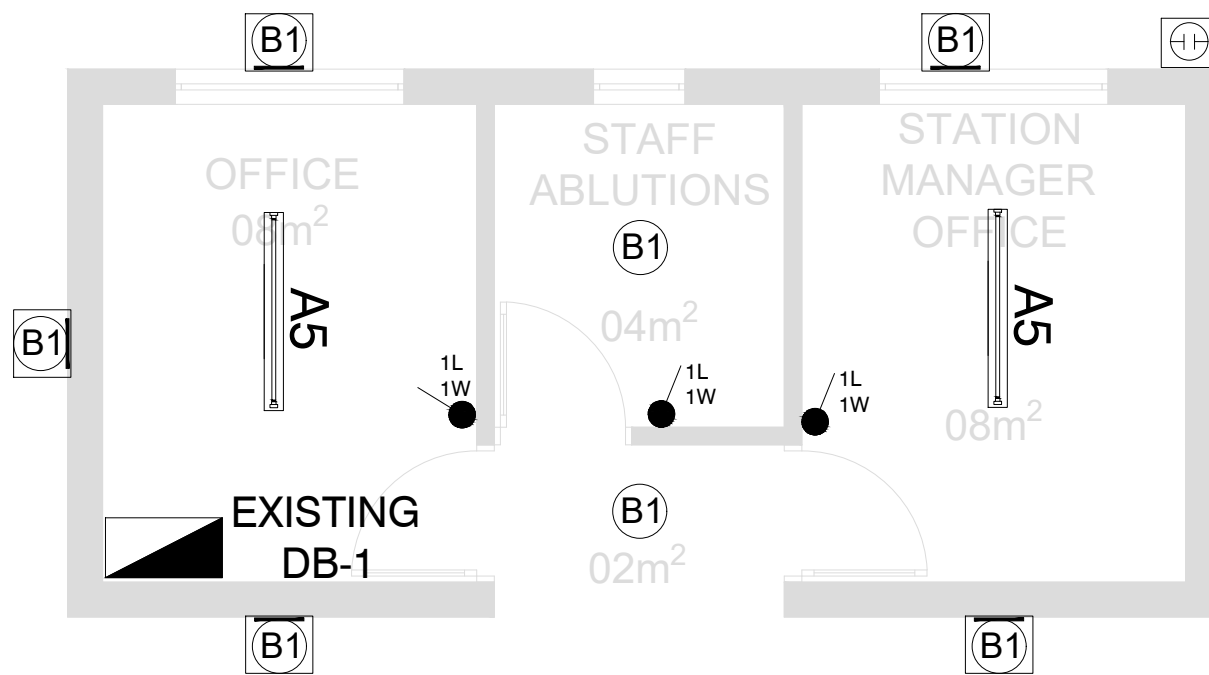 B1
B1
OFFICE
08m²
STAFF
ABLUTIONS
STATION
MANAGER
OFFICE
B1
A5
04m²
A5
B1
1L
1W
1L
1W
1L
1W
08m²
EXISTING
DB-1
B1
02m²
B1
B1